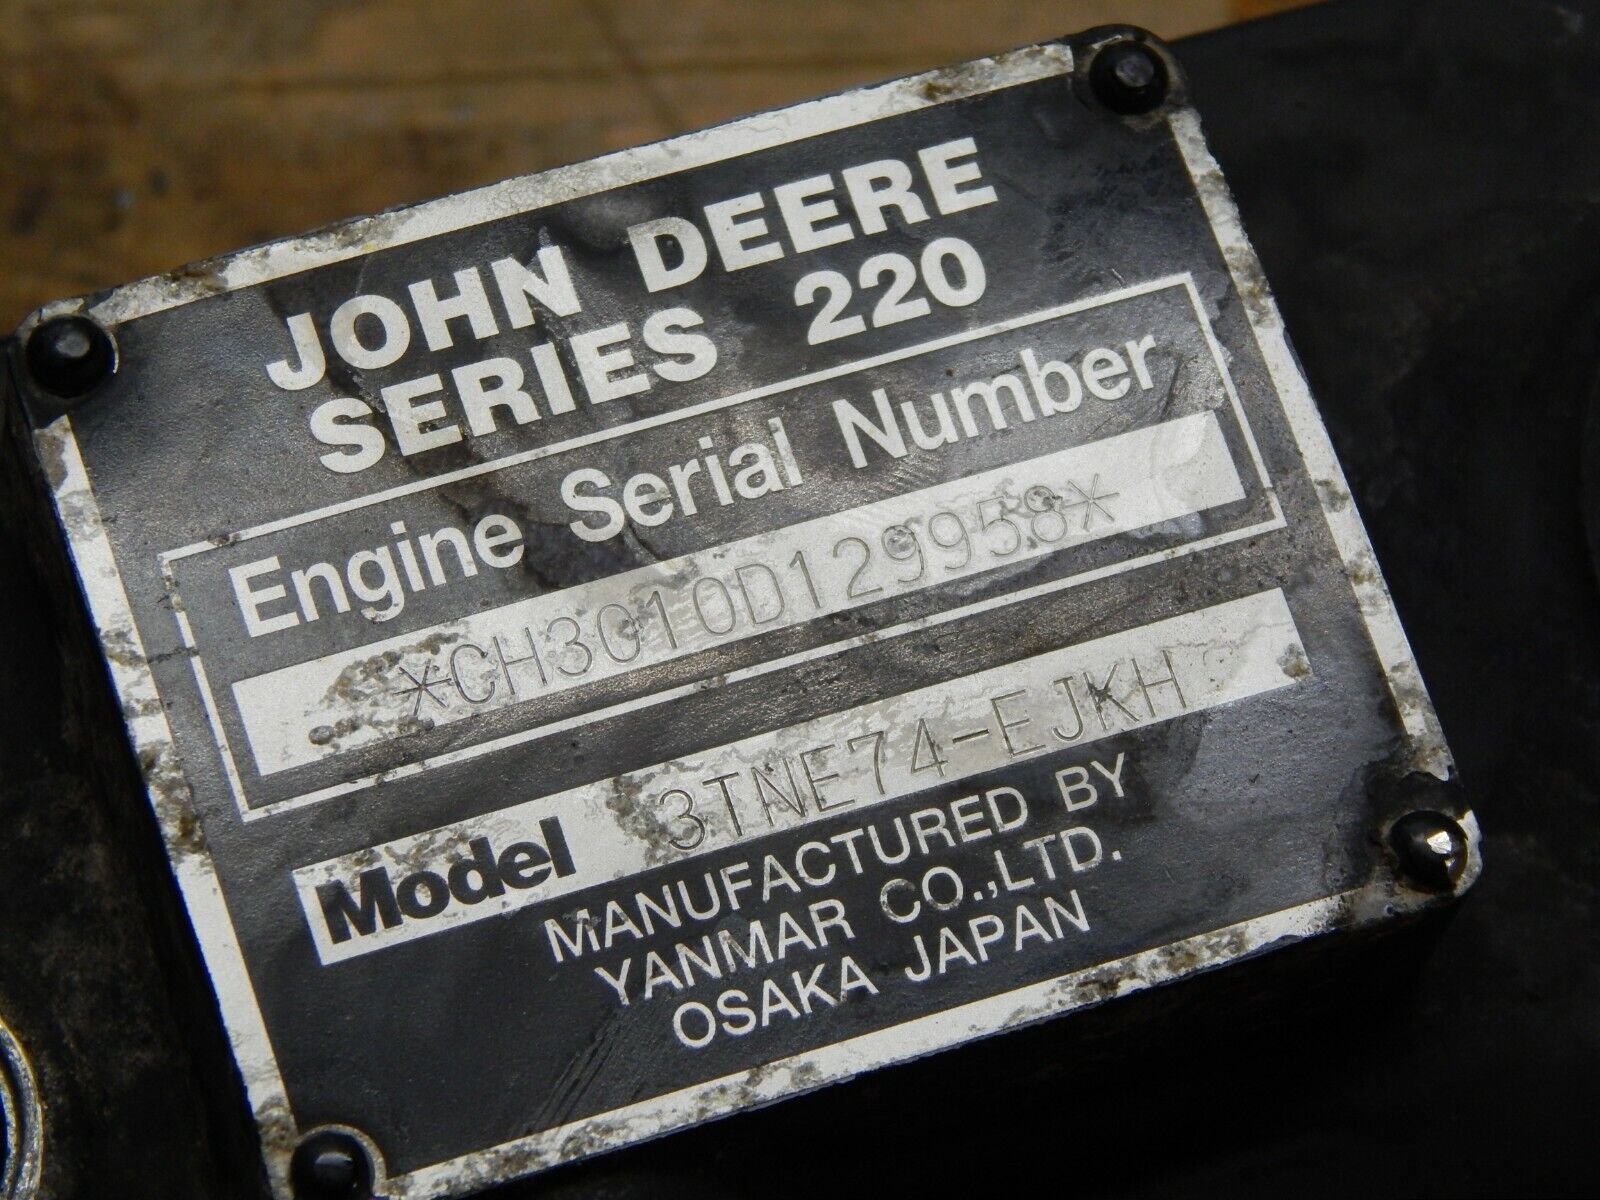 JOHN DEERE
SERIES 220
Engine Serial Number
*CH3010D129958*
Model 3TNE74-EJKH
MANUFACTURED BY
YANMAR CO.,LTD.
OSAKA JAPAN